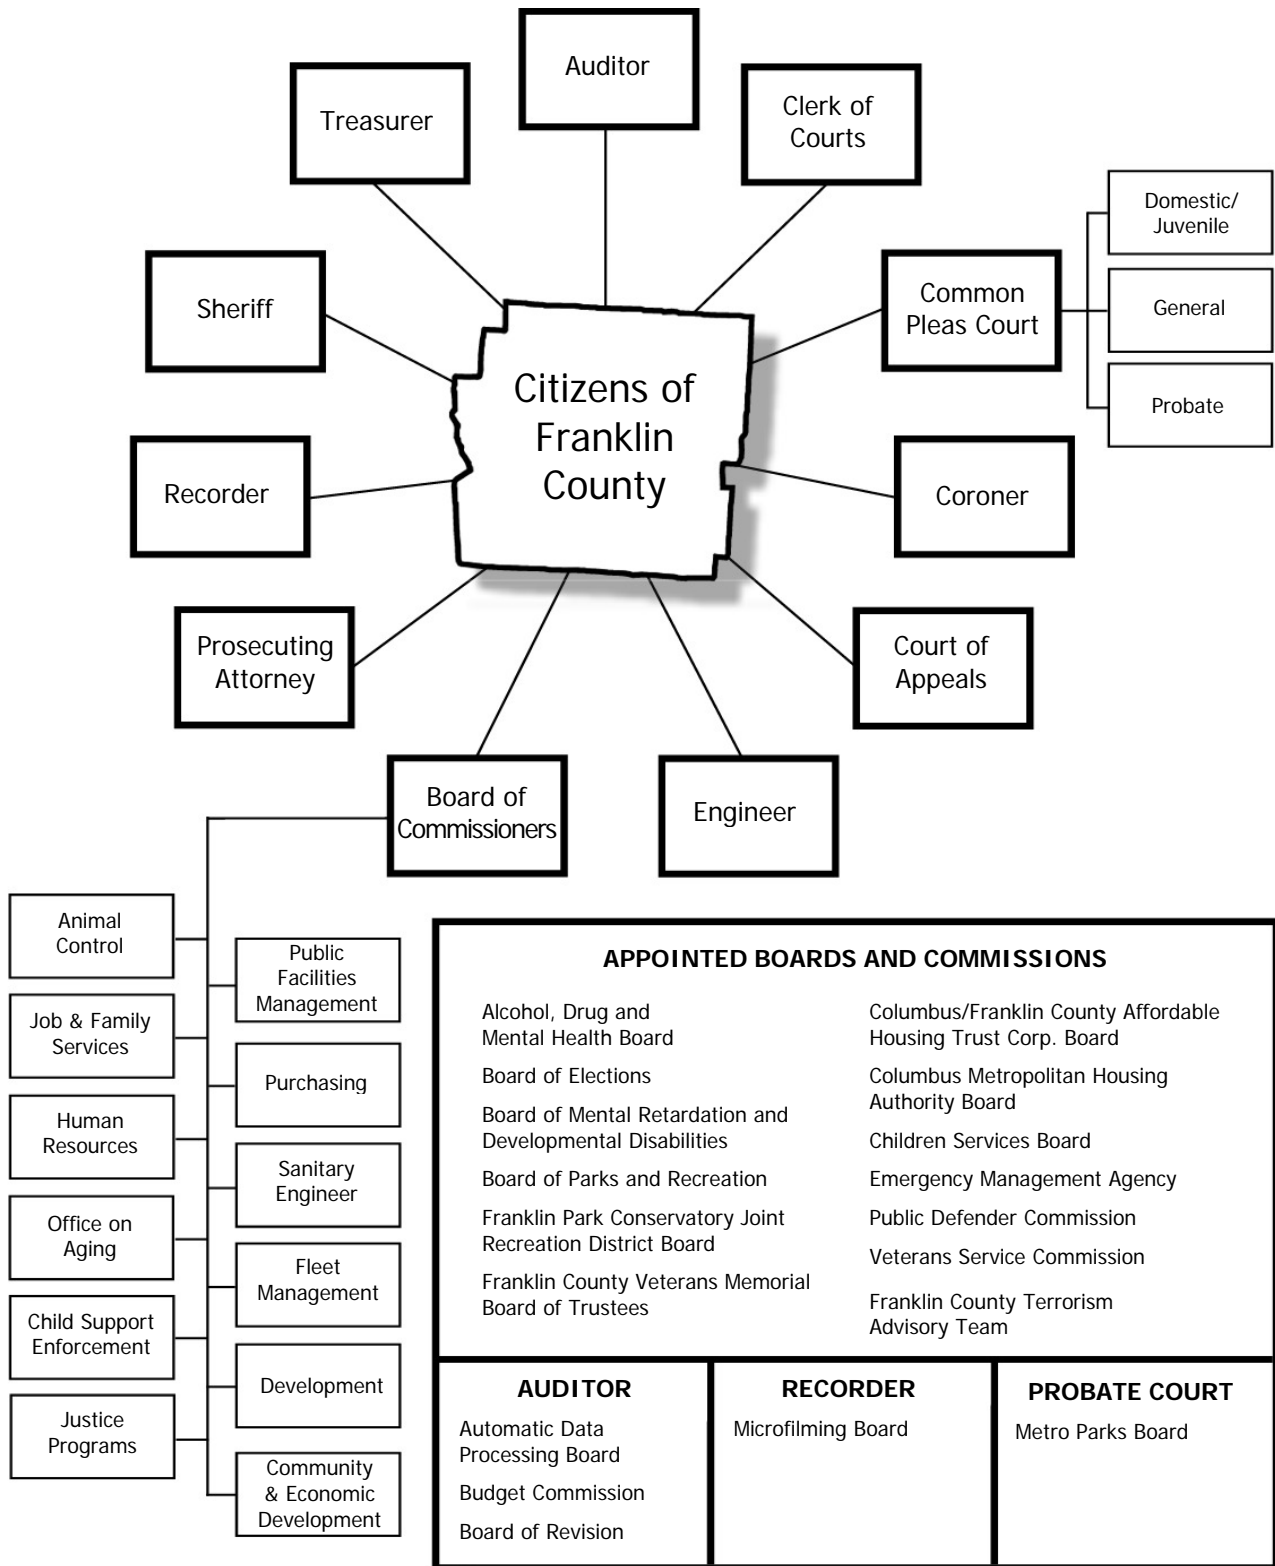 Auditor
Treasurer
Clerk of
Courts
Domestic/
Juvenile
Sheriff
Common
Pleas Court
General
Citizens of
Franklin
County
Probate
Recorder
Coroner
Prosecuting
Attorney
Court of
Appeals
Board of
Commissioners
Engineer
Animal
Control
Job & Family
Services
Human
Resources
Office on
Aging
Child Support
Enforcement
Justice
Programs
Public
Facilities
Management
Purchasing
Sanitary
Engineer
Fleet
Management
Development
Community
& Economic
Development
APPOINTED BOARDS AND COMMISSIONS
Alcohol, Drug and
Mental Health Board
Board of Elections
Board of Mental Retardation and
Developmental Disabilities
Board of Parks and Recreation
Franklin Park Conservatory Joint
Recreation District Board
Franklin County Veterans Memorial
Board of Trustees
Columbus/Franklin County Affordable
Housing Trust Corp. Board
Columbus Metropolitan Housing
Authority Board
Children Services Board
Emergency Management Agency
Public Defender Commission
Veterans Service Commission
Franklin County Terrorism
Advisory Team
AUDITOR
Automatic Data
Processing Board
Budget Commission
Board of Revision
RECORDER
Microfilming Board
PROBATE COURT
Metro Parks Board